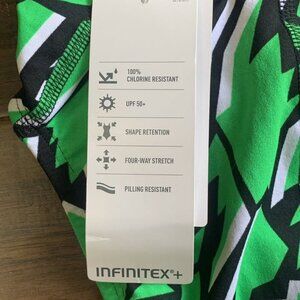 100%
CHLORINE RESISTANT
UPF 50+
SHAPE RETENTION
FOUR-WAY STRETCH
PILLING RESISTANT
INFINITEX®+